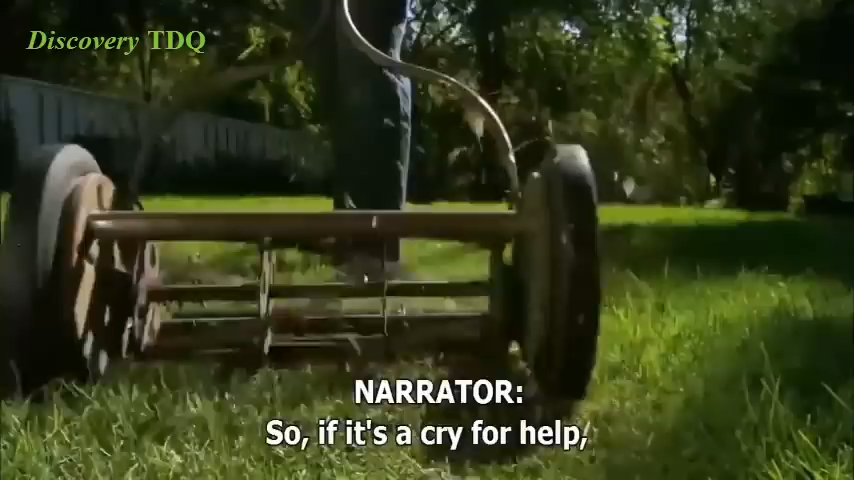 Discovery TDQ
NARRATOR:
So, if it's a cry for help,